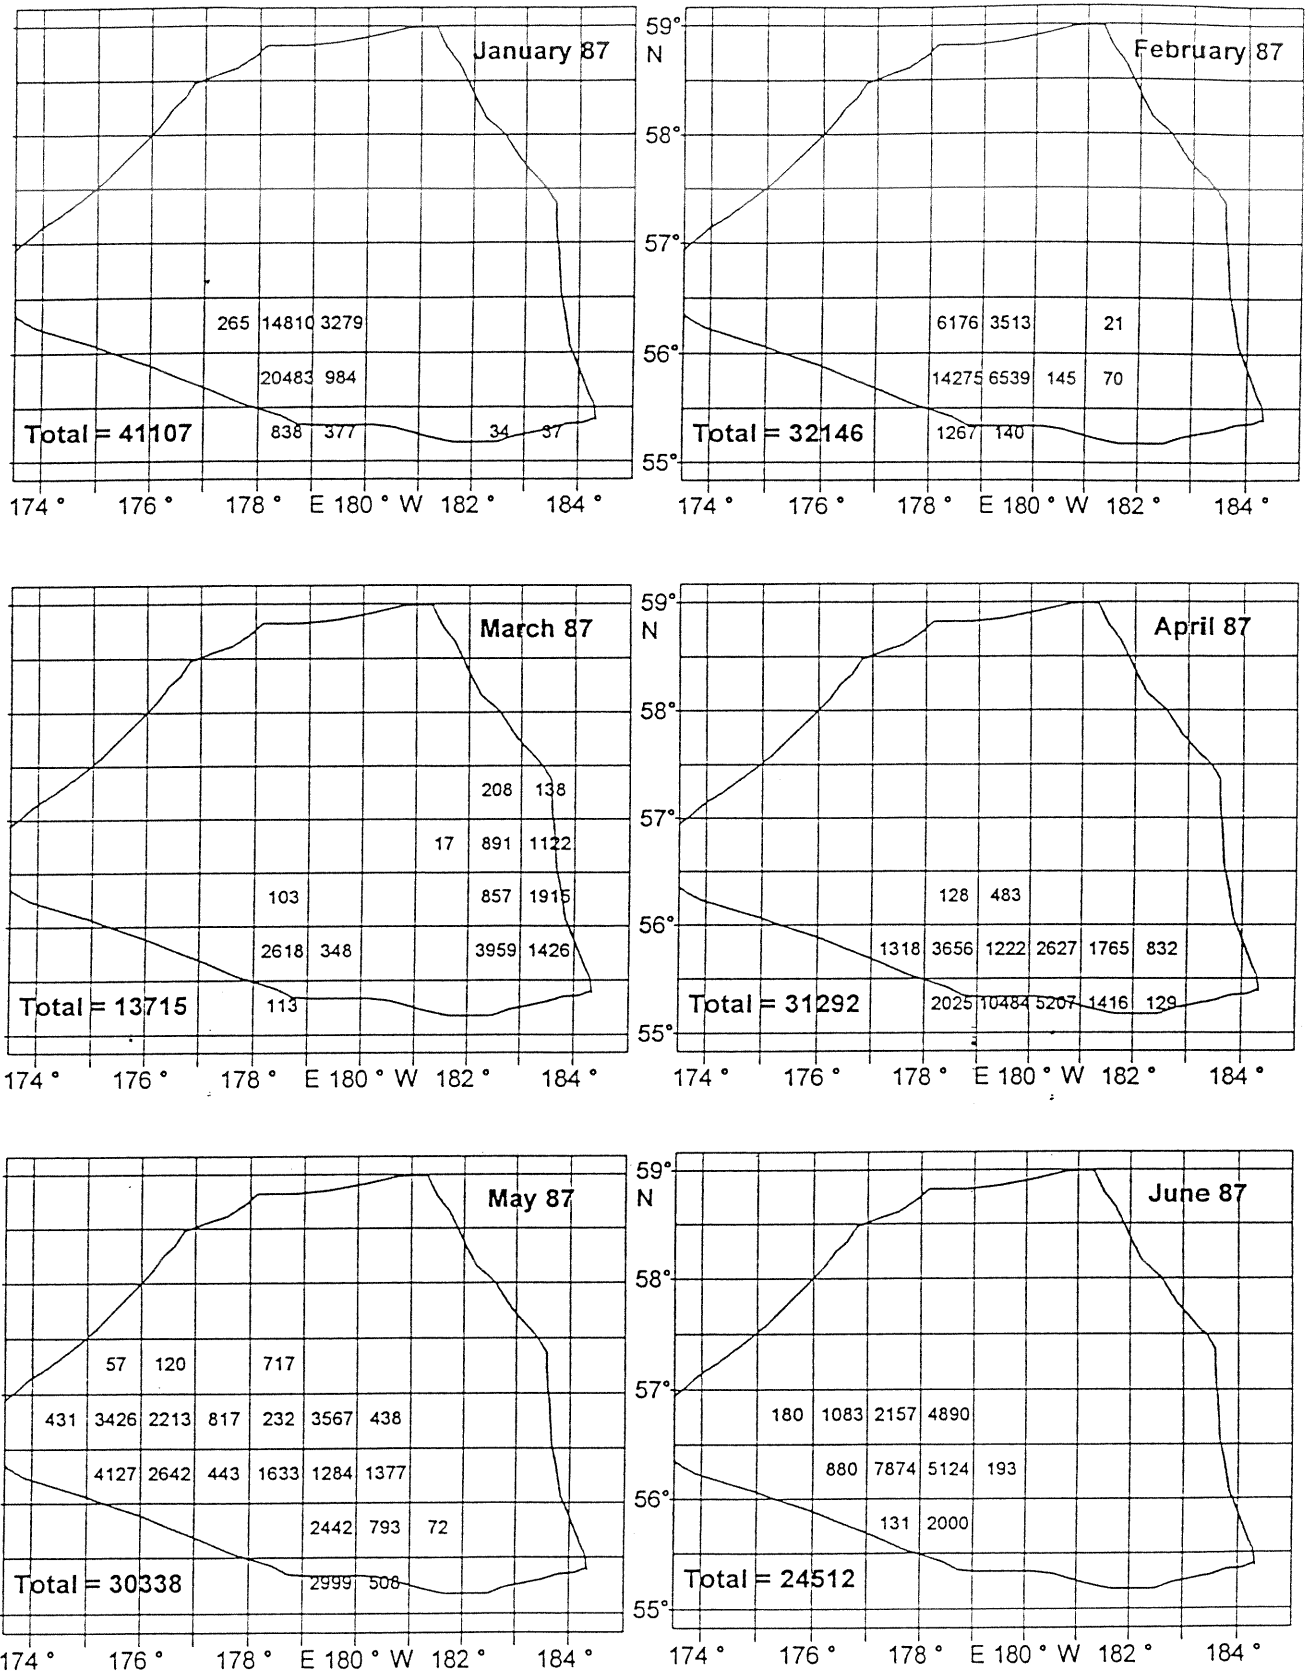 January 87
265 14810 3279
20483 984
Total = 41107 838 377 34 37
174 ° 176 ° 178 ° E 180 ° W 182 ° 184 °
59°
N
58°
57°
56°
55°
February 87
6176 3513 21
14275 6539 145 70
Total = 32146 1267 140
174 ° 176 ° 178 ° E 180 ° W 182 ° 184 °
March 87
208 138
17 891 1122
103 857 1915
2618 348 3959 1426
Total = 13715 113
174 ° 176 ° 178 ° E 180 ° W 182 ° 184 °
59°
N
58°
57°
56°
55°
April 87
128 483
1318 3656 1222 2627 1765 832
Total = 31292 2025 10484 5207 1416 129
174 ° 176 ° 178 ° E 180 ° W 182 ° 184 °
May 87
57 120 717
431 3426 2213 817 232 3567 438
4127 2642 443 1633 1284 1377
2442 793 72
Total = 30338 2999 508
174 ° 176 ° 178 ° E 180 ° W 182 ° 184 °
59°
N
58°
57°
56°
55°
June 87
180 1083 2157 4890
880 7874 5124 193
131 2000
Total = 24512
174 ° 176 ° 178 ° E 180 ° W 182 ° 184 °